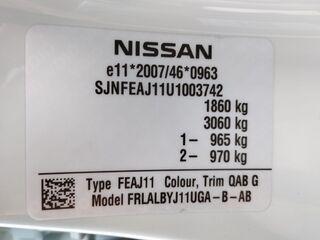 NISSAN
e11*2007/46*0963
SJNFEAJ11U1003742
1860 kg
3060 kg
1– 965 kg
2– 970 kg
Type FEAJ11 Colour, Trim QAB G
Model FRLALBYJ11UGA-B-AB